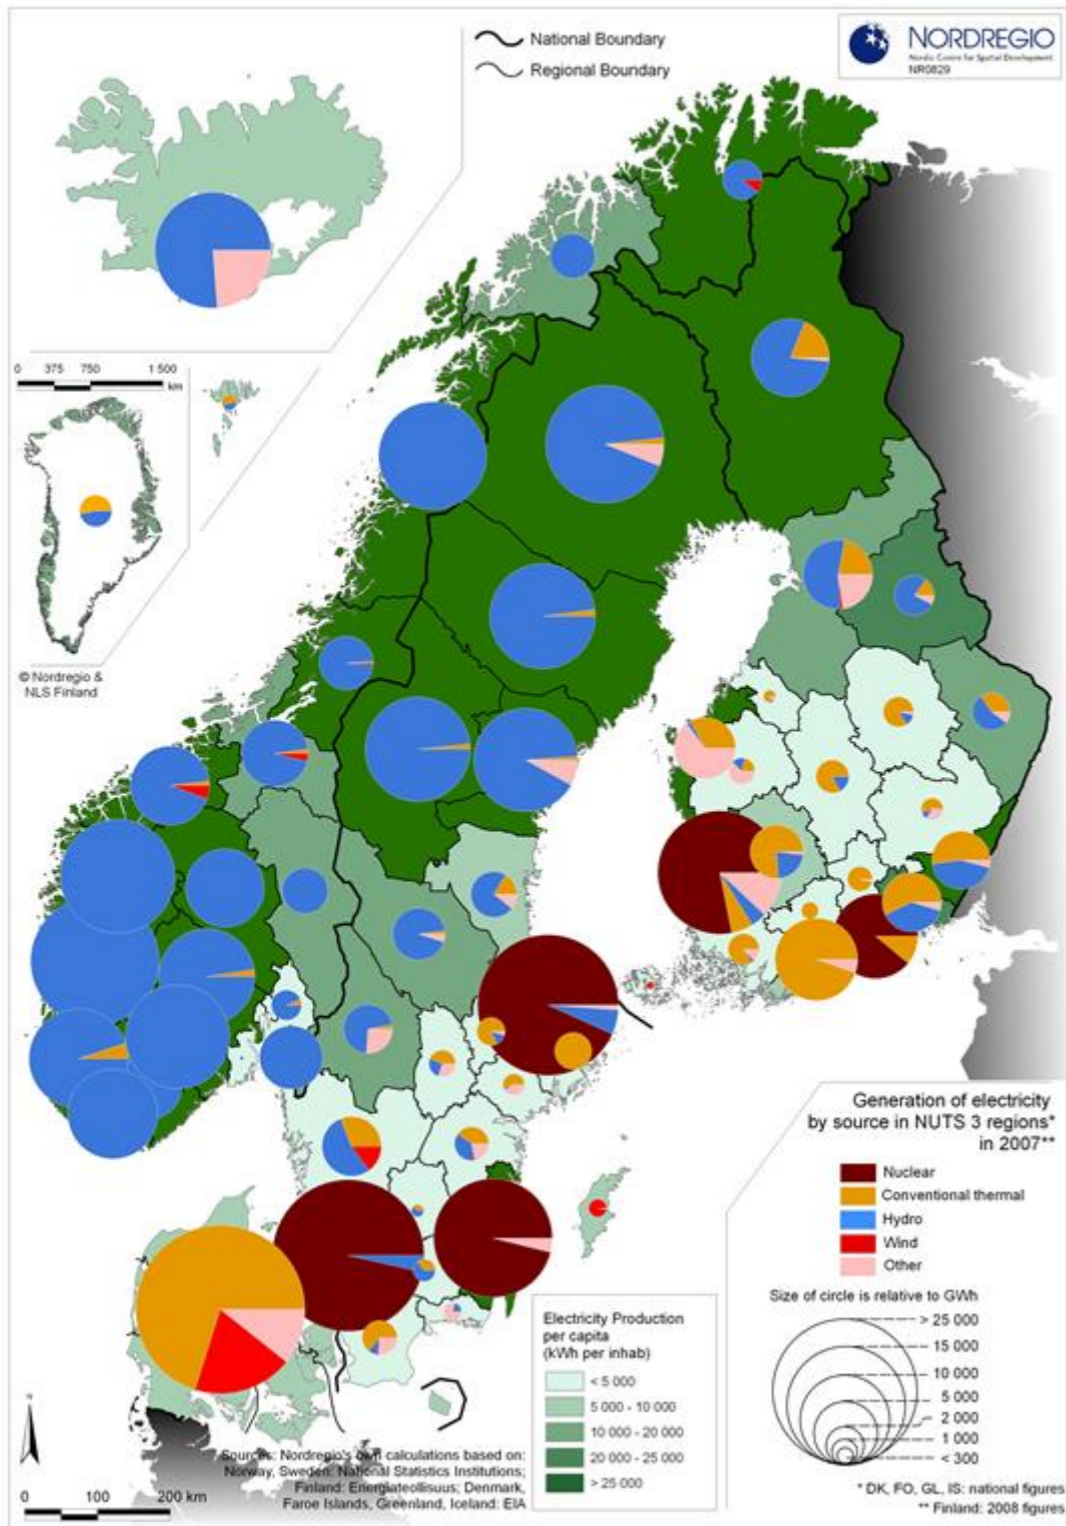 National Boundary
Regional Boundary
NORDREGIO
Nordic Centre for Spatial Development
NR0829
0 375 750 1 500
km
© Nordregio &
NLS Finland
Generation of electricity
by source in NUTS 3 regions*
in 2007**
Nuclear
Conventional thermal
Hydro
Wind
Other
Size of circle is relative to GWh
> 25 000
15 000
10 000
5 000
2 000
1 000
< 300
Electricity Production
per capita
(kWh per inhab)
< 5 000
5 000 - 10 000
10 000 - 20 000
20 000 - 25 000
> 25 000
N
Sources: Nordregio's own calculations based on:
Norway, Sweden: National Statistics Institutions;
Finland: Energiateollisuus; Denmark,
Faroe Islands, Greenland, Iceland: EIA
0 100 200 km
* DK, FO, GL, IS: national figures
** Finland: 2008 figures